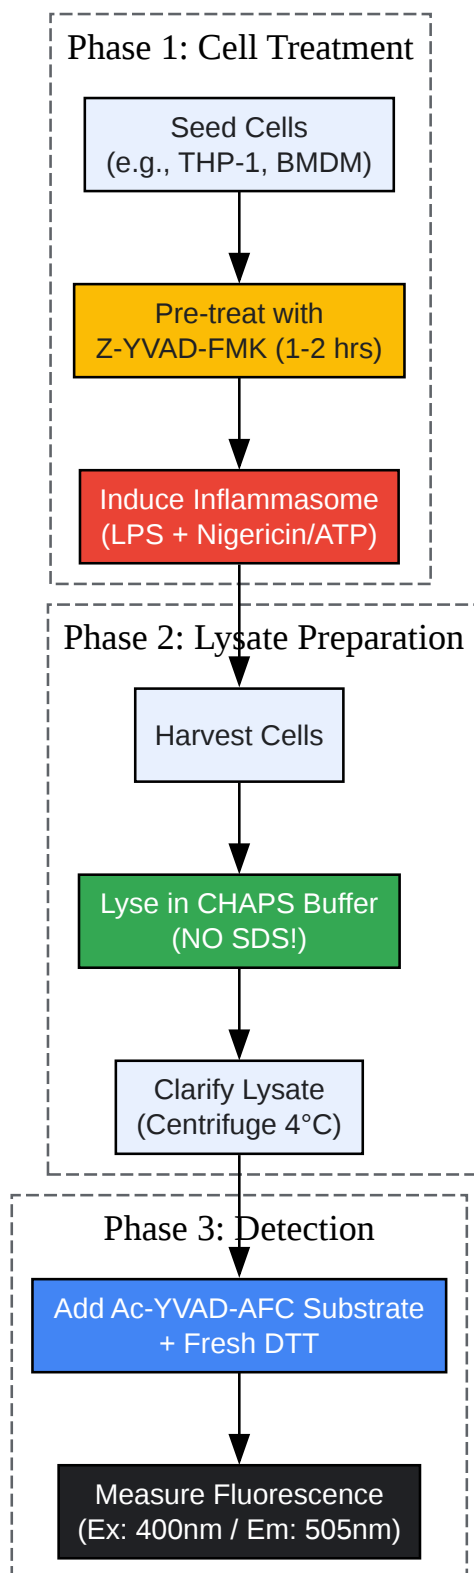 Phase 1: Cell Treatment
Seed Cells
(e.g., THP-1, BMDM)
Pre-treat with
Z-YVAD-FMK (1-2 hrs)
Induce Inflammasome
(LPS + Nigericin/ATP)
Phase 2: Lysate Preparation
Harvest Cells
Lyse in CHAPS Buffer
(NO SDS!)
Clarify Lysate
(Centrifuge 4°C)
Phase 3: Detection
Add Ac-YVAD-AFC Substrate
+ Fresh DTT
Measure Fluorescence
(Ex: 400nm / Em: 505nm)